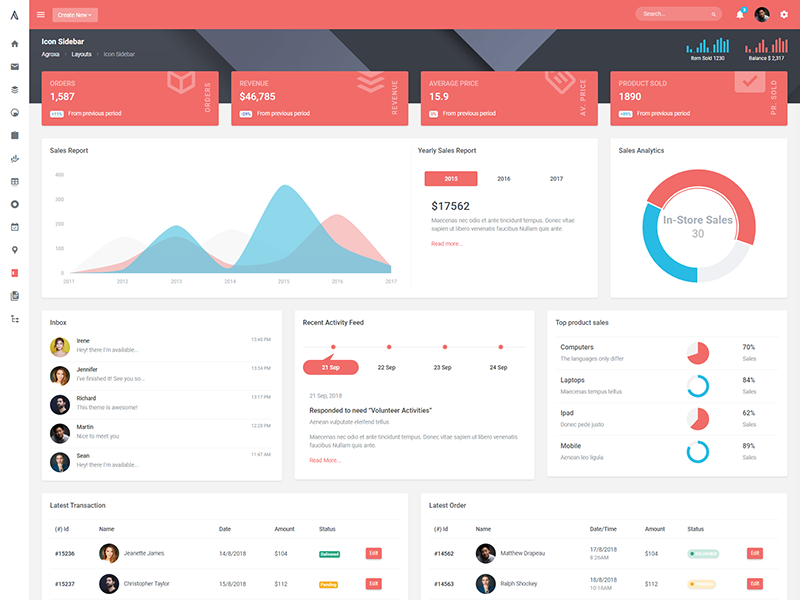 Create New
Search...
Icon Sidebar
Agroxa > Layouts > Icon Sidebar
Item Sold 1230
Balance $ 2,317
ORDERS
1,587
+11% From previous period
ORDERS
REVENUE
$46,785
-29% From previous period
REVENUE
AVERAGE PRICE
15.9
0% From previous period
AV. PRICE
PRODUCT SOLD
1890
+89% From previous period
PR. SOLD
Sales Report
400
300
200
100
0
2011 2012 2013 2014 2015 2016 2017
Yearly Sales Report
2015 2016 2017
$17562
Maecenas nec odio et ante tincidunt tempus. Donec vitae
sapien ut libero venenatis faucibus Nullam quis ante.
Read more...
Sales Analytics
In-Store Sales
30
Inbox
Irene 13:40 PM
Hey! there I'm available...
Jennifer 13:34 PM
I've finished it! See you so...
Richard 13:17 PM
This theme is awesome!
Martin 12:20 PM
Nice to meet you
Sean 11:47 AM
Hey! there I'm available...
Recent Activity Feed
21 Sep 22 Sep 23 Sep 24 Sep
21 Sep, 2018
Responded to need "Volunteer Activities"
Aenean vulputate eleifend tellus
Maecenas nec odio et ante tincidunt tempus. Donec vitae sapien ut libero venenatis faucibus
Nullam quis ante.
Read More...
Top product sales
Computers 70%
The languages only differ Sales
Laptops 84%
Maecenas tempus tellus Sales
Ipad 62%
Donec pede justo Sales
Mobile 89%
Aenean leo ligula Sales
Latest Transaction
(#) Id Name Date Amount Status
#15236 Jeanette James 14/8/2018 $104 Delivered Edit
#15237 Christopher Taylor 15/8/2018 $112 Pending Edit
Latest Order
(#) Id Name Date/Time Amount Status
#14562 Matthew Drapeau 17/8/2018 8:26AM $104 Edit
#14563 Ralph Shockey 18/8/2018 10:18AM $112 Edit